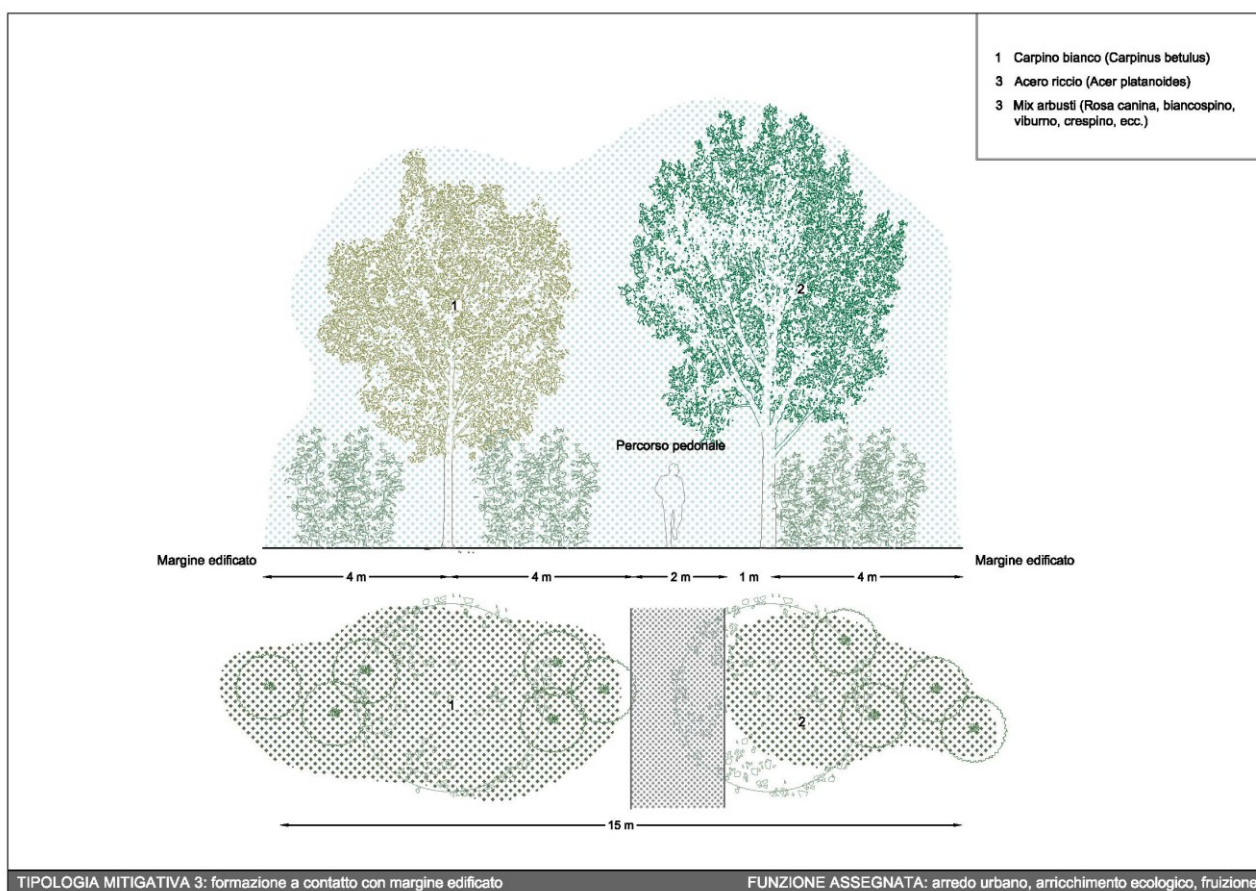 1 Carpino bianco (Carpinus betulus)
3 Acero riccio (Acer platanoides)
3 Mix arbusti (Rosa canina, biancospino,
viburno, crespino, ecc.)
1
2
Percorso pedonale
Margine edificato
Margine edificato
4 m
4 m
2 m
1 m
4 m
1
2
15 m
TIPOLOGIA MITIGATIVA 3: formazione a contatto con margine edificato
FUNZIONE ASSEGNATA: arredo urbano, arricchimento ecologico, fruizione